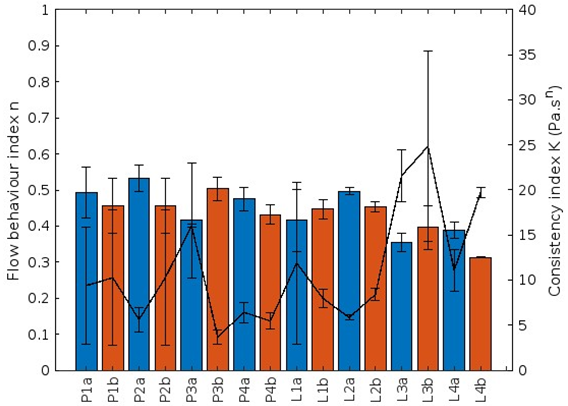 Flow behaviour index n
1
0.9
0.8
0.7
0.6
0.5
0.4
0.3
0.2
0.1
0
40
35
30
25
20
15
10
5
0
Consistency index K (Pa.sn)
P1a
P1b
P2a
P2b
P3a
P3b
P4a
P4b
L1a
L1b
L2a
L2b
L3a
L3b
L4a
L4b